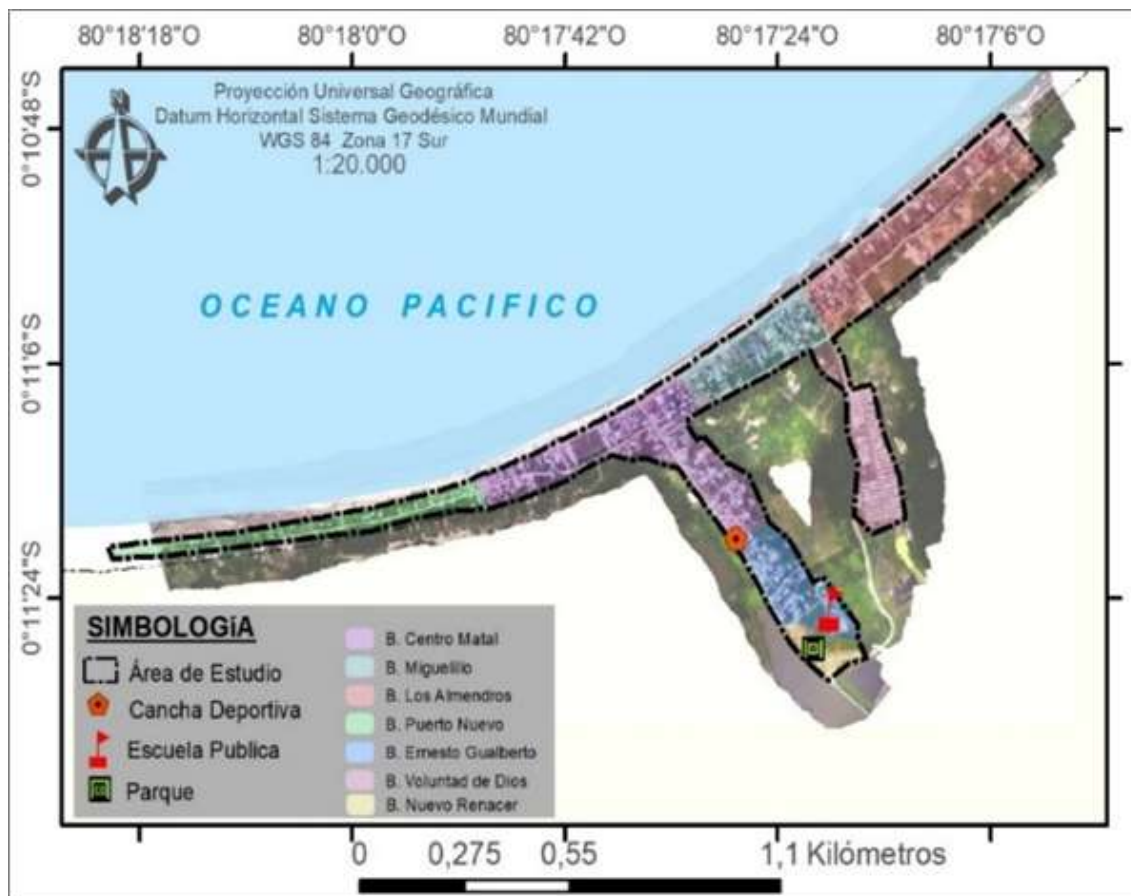 80°18'18"O 80°18'0"O 80°17'42"O 80°17'24"O 80°17'6"O
Proyección Universal Geográfica
Datum Horizontal Sistema Geodésico Mundial
WGS 84 Zona 17 Sur
1:20.000
N
0°10'48"S
0°11'6"S
0°11'24"S
OCEANO PACIFICO
SIMBOLOGíA
Área de Estudio
Cancha Deportiva
Escuela Publica
Parque
B. Centro Matal
B. Miguelillo
B. Los Almendros
B. Puerto Nuevo
B. Ernesto Gualberto
B. Voluntad de Dios
B. Nuevo Renacer
0 0,275 0,55 1,1 Kilómetros